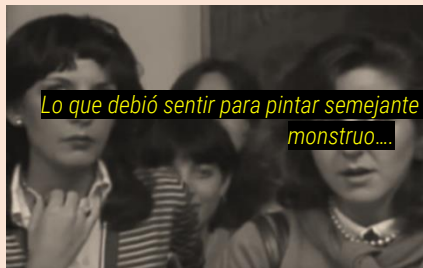 Lo que debió sentir para pintar semejante
monstruo....